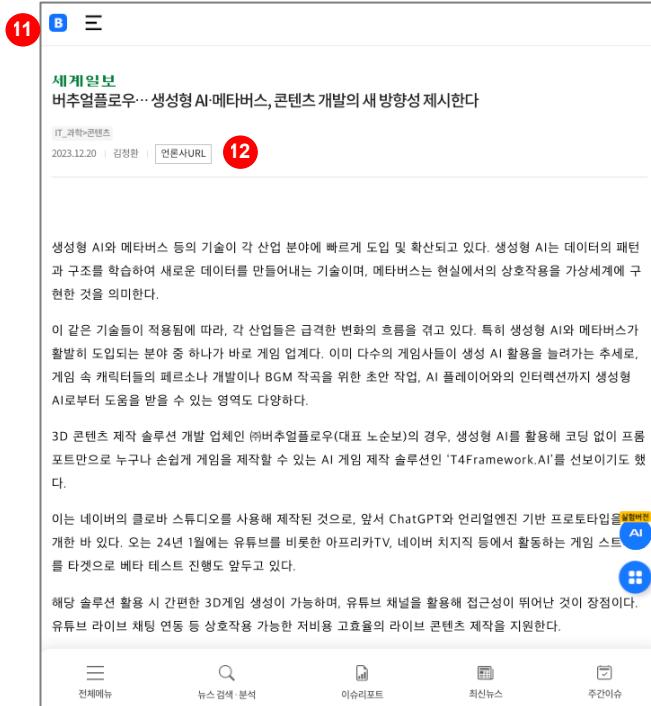 11
B
세계일보
버추얼플로우… 생성형 AI·메타버스, 콘텐츠 개발의 새 방향성 제시한다
IT_과학>콘텐츠
2023.12.20 | 김정환 | 언론사URL
12
생성형 AI와 메타버스 등의 기술이 각 산업 분야에 빠르게 도입 및 확산되고 있다. 생성형 AI는 데이터의 패턴
과 구조를 학습하여 새로운 데이터를 만들어내는 기술이며, 메타버스는 현실에서의 상호작용을 가상세계에 구
현한 것을 의미한다.
이 같은 기술들이 적용됨에 따라, 각 산업들은 급격한 변화의 흐름을 겪고 있다. 특히 생성형 AI와 메타버스가
활발히 도입되는 분야 중 하나가 바로 게임 업계다. 이미 다수의 게임사들이 생성 AI 활용을 늘려가는 추세로,
게임 속 캐릭터들의 페르소나 개발이나 BGM 작곡을 위한 초안 작업, AI 플레이어와의 인터렉션까지 생성형
AI로부터 도움을 받을 수 있는 영역도 다양하다.
3D 콘텐츠 제작 솔루션 개발 업체인 ㈜버추얼플로우(대표 노순보)의 경우, 생성형 AI를 활용해 코딩 없이 프롬
포트만으로 누구나 손쉽게 게임을 제작할 수 있는 AI 게임 제작 솔루션인 ‘T4Framework.AI’를 선보이기도 했
다.
이는 네이버의 클로바 스튜디오를 사용해 제작된 것으로, 앞서 ChatGPT와 언리얼엔진 기반 프로토타입을
개한 바 있다. 오는 24년 1월에는 유튜브를 비롯한 아프리카TV, 네이버 치지직 등에서 활동하는 게임 스트
를 타겟으로 베타 테스트 진행도 앞두고 있다.
실험버전
AI
해당 솔루션 활용 시 간편한 3D게임 생성이 가능하며, 유튜브 채널을 활용해 접근성이 뛰어난 것이 장점이다.
유튜브 라이브 채팅 연동 등 상호작용 가능한 저비용 고효율의 라이브 콘텐츠 제작을 지원한다.
전체메뉴 뉴스 검색·분석 이슈리포트 최신뉴스 주간이슈